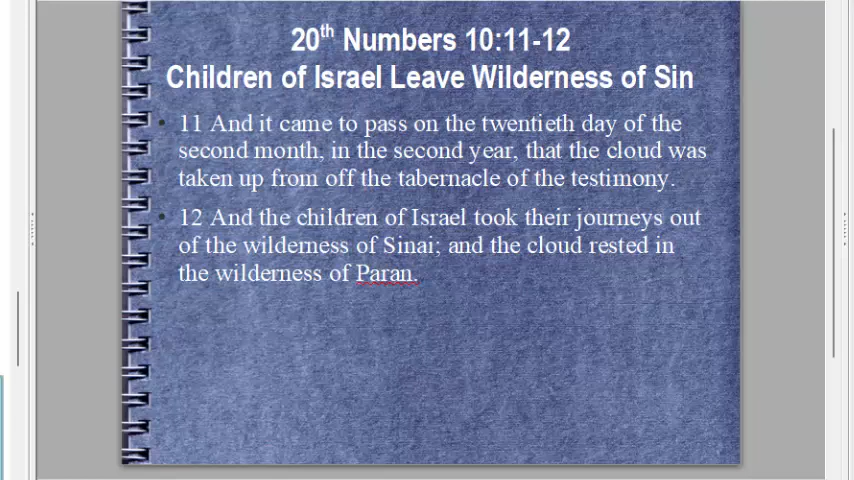 20th Numbers 10:11-12
Children of Israel Leave Wilderness of Sin
• 11 And it came to pass on the twentieth day of the
second month, in the second year, that the cloud was
taken up from off the tabernacle of the testimony.
• 12 And the children of Israel took their journeys out
of the wilderness of Sinai; and the cloud rested in
the wilderness of Paran.